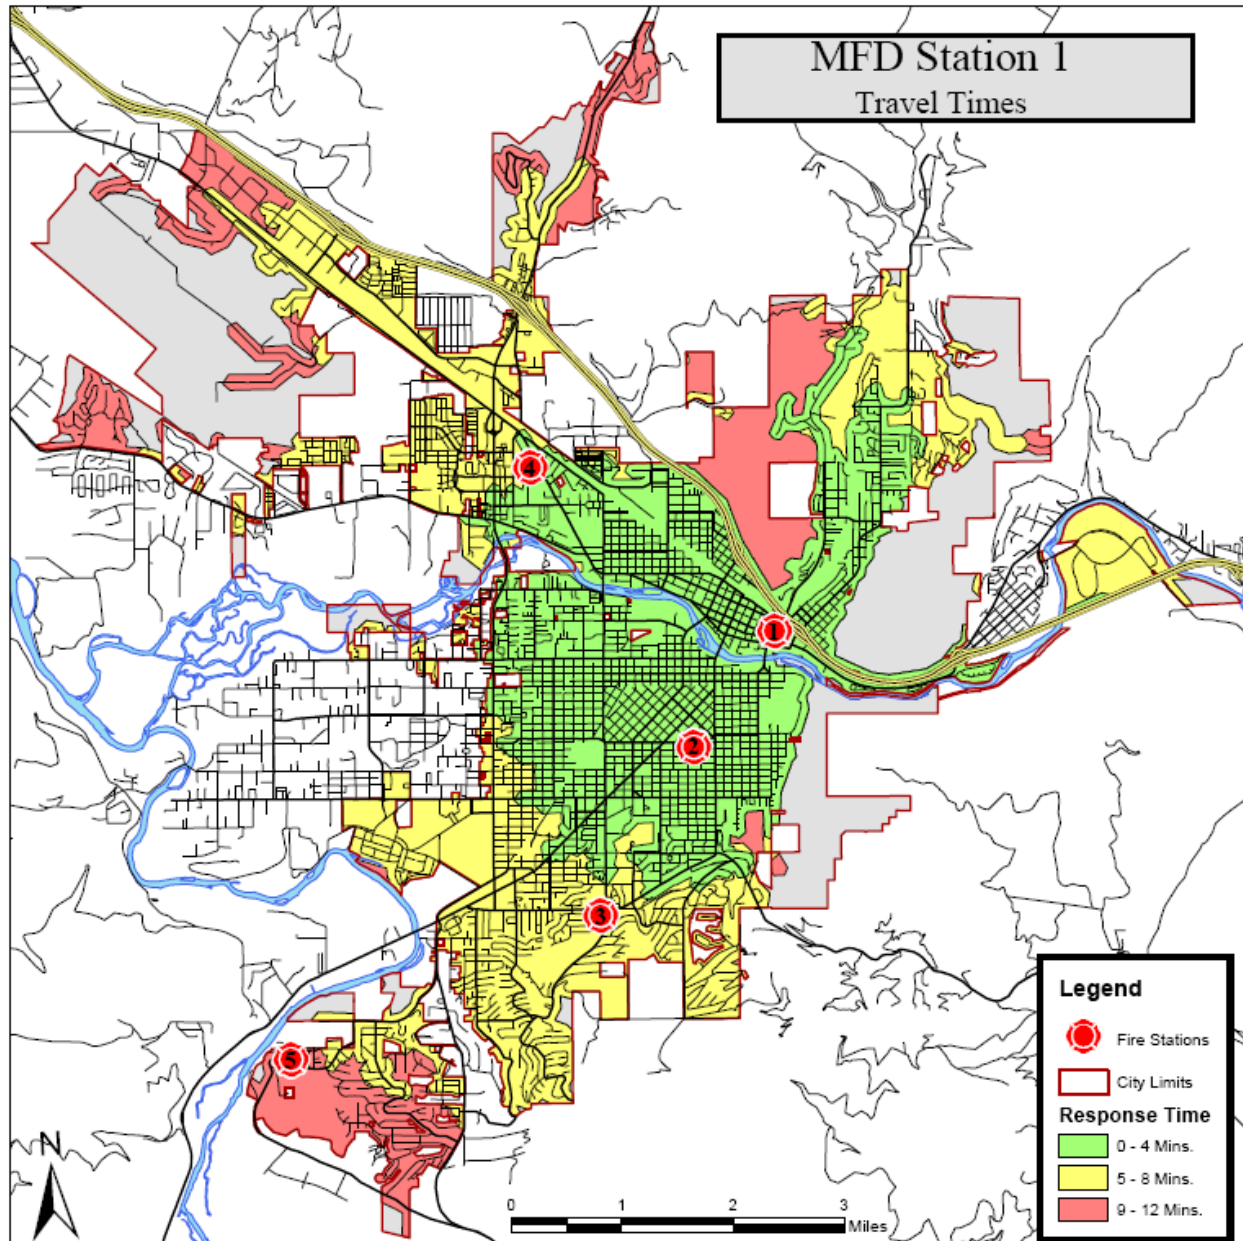 MFD Station 1
Travel Times
4
1
2
3
5
N
0 1 2 3
Miles
Legend
Fire Stations
City Limits
Response Time
0 - 4 Mins.
5 - 8 Mins.
9 - 12 Mins.